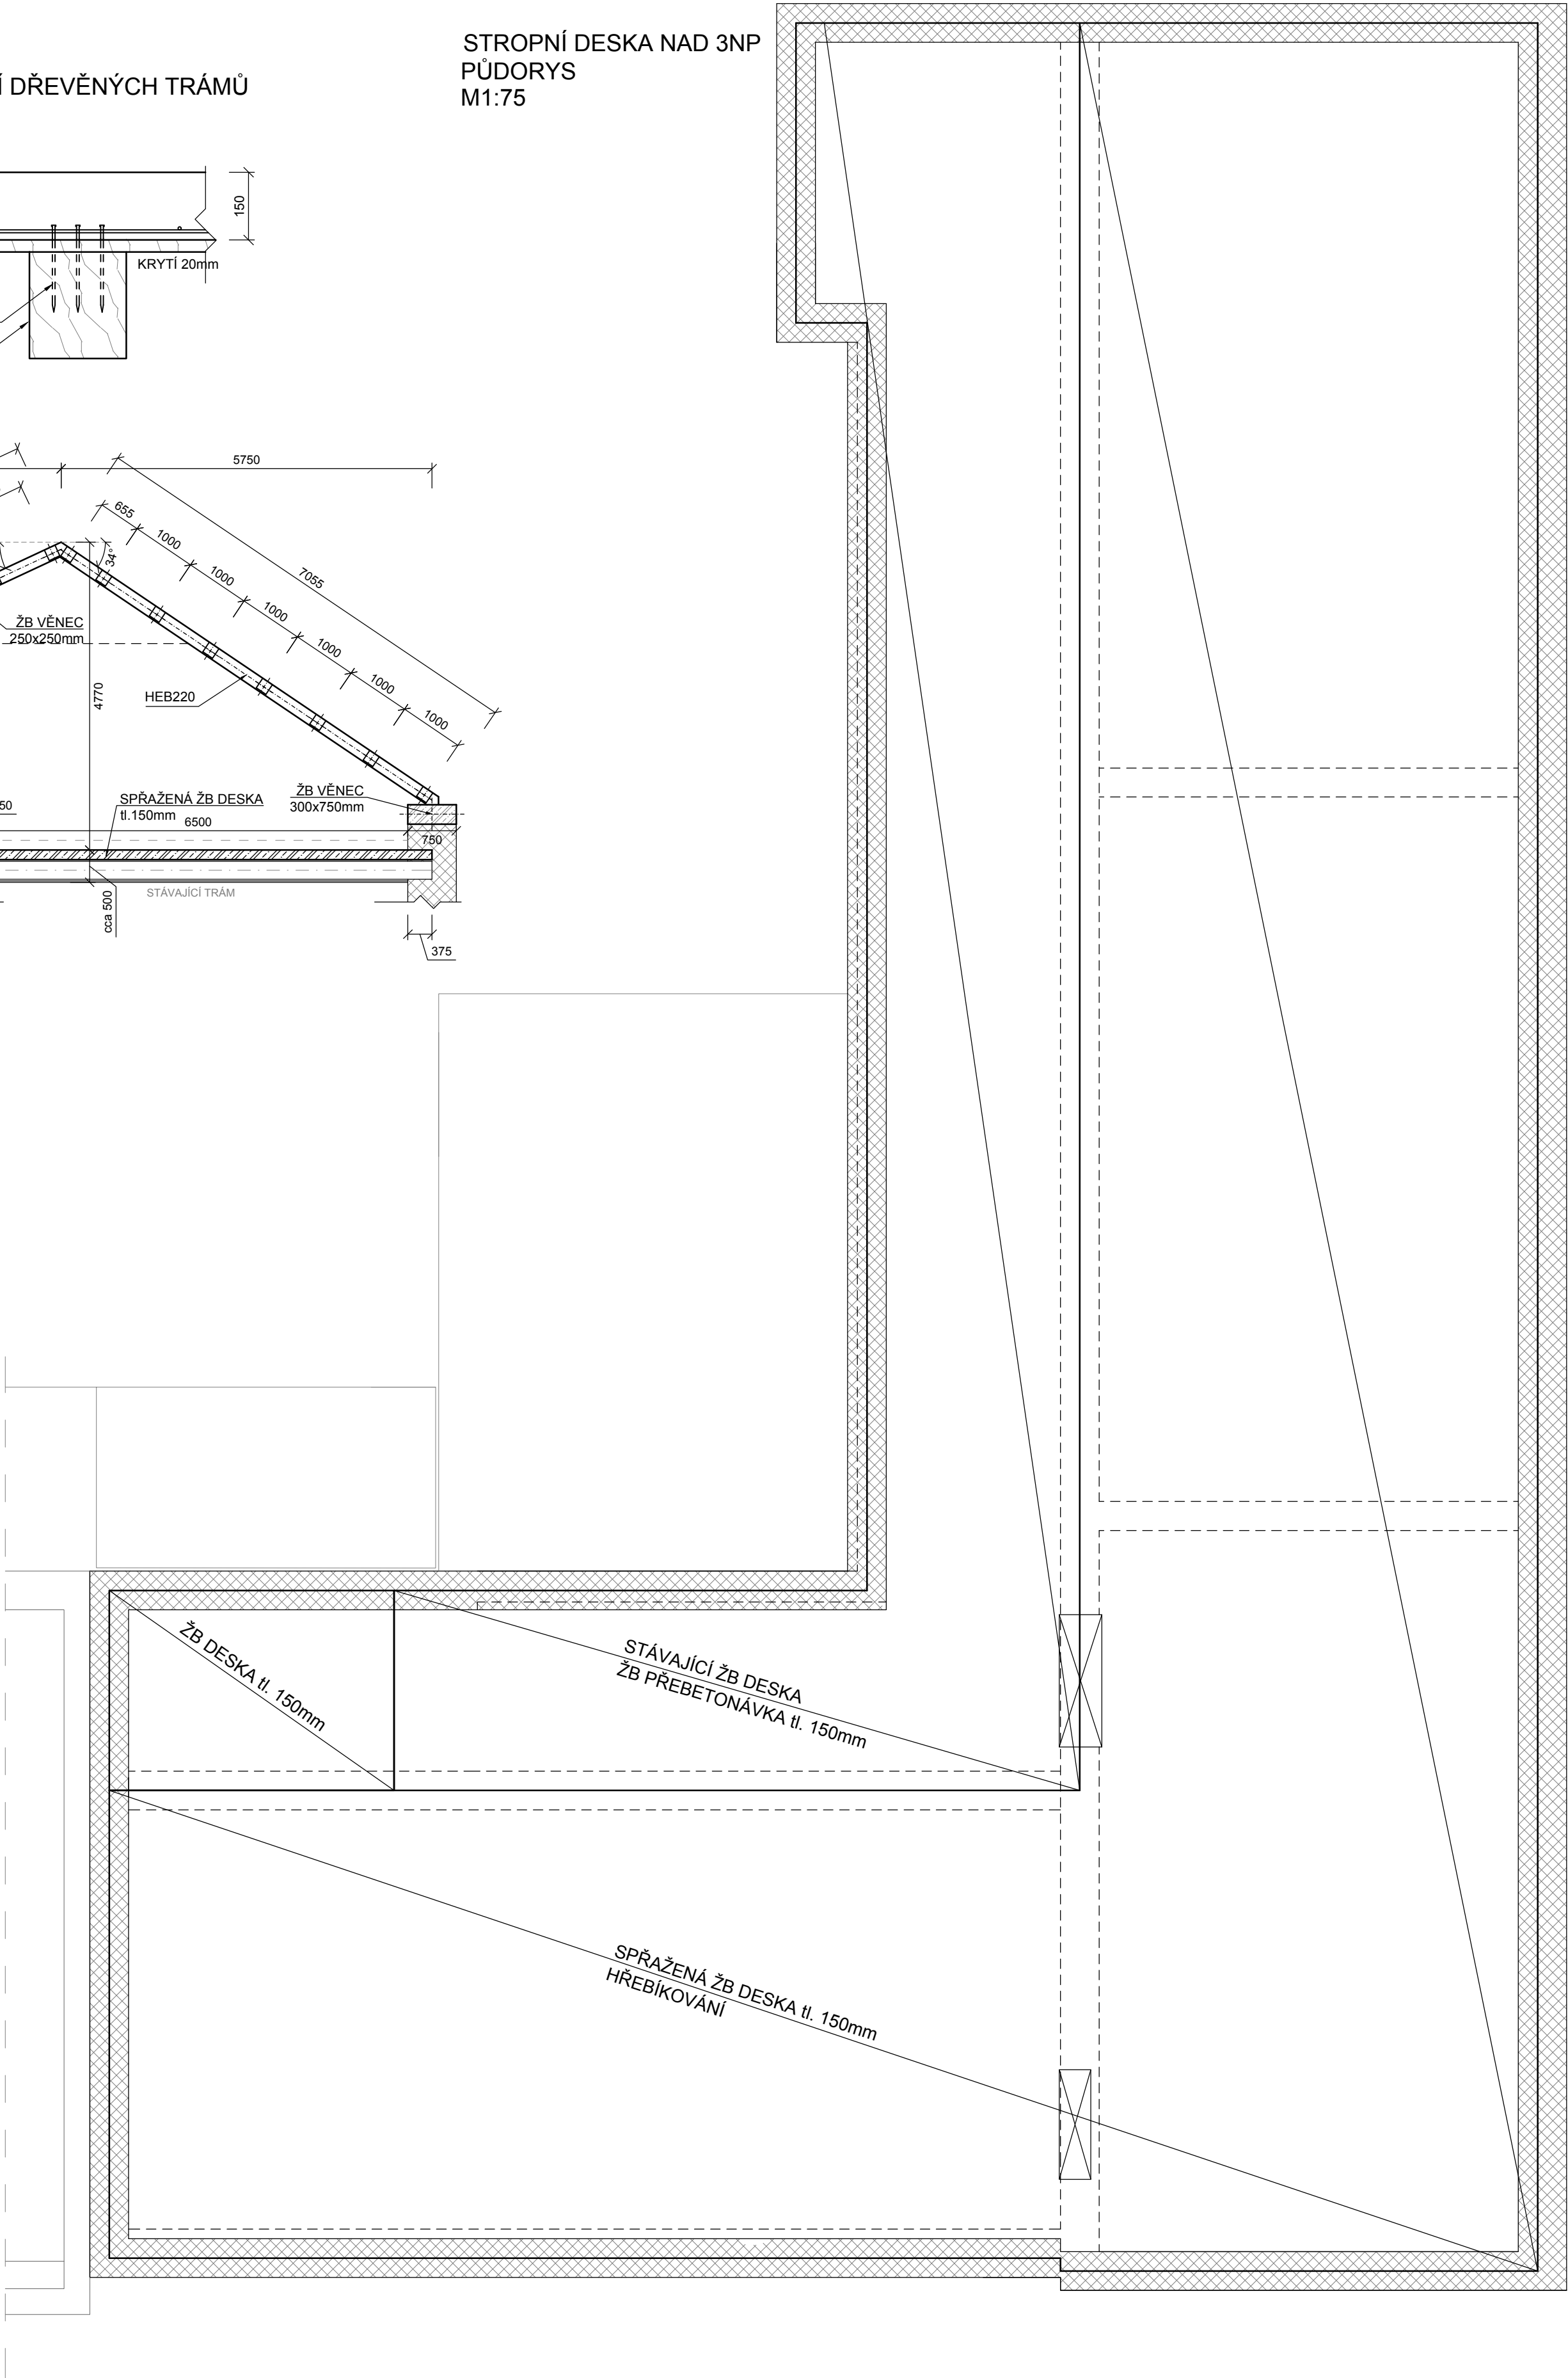 STROPNÍ DESKA NAD 3NP
PŮDORYS
M1:75
DŘEVĚNÝCH TRÁMŮ
150
KRYTÍ 20mm
5750
655
1000
1000
1000
1000
1000
1000
7055
34°
ŽB VĚNEC
250x250mm
4770
HEB220
SPŘAŽENÁ ŽB DESKA
tl.150mm
6500
ŽB VĚNEC
300x750mm
50
750
STÁVAJÍCÍ TRÁM
cca 500
375
ŽB DESKA tl. 150mm
STÁVAJÍCÍ ŽB DESKA
ŽB PŘEBETONÁVKA tl. 150mm
SPŘAŽENÁ ŽB DESKA tl. 150mm
HŘEBÍKOVÁNÍ